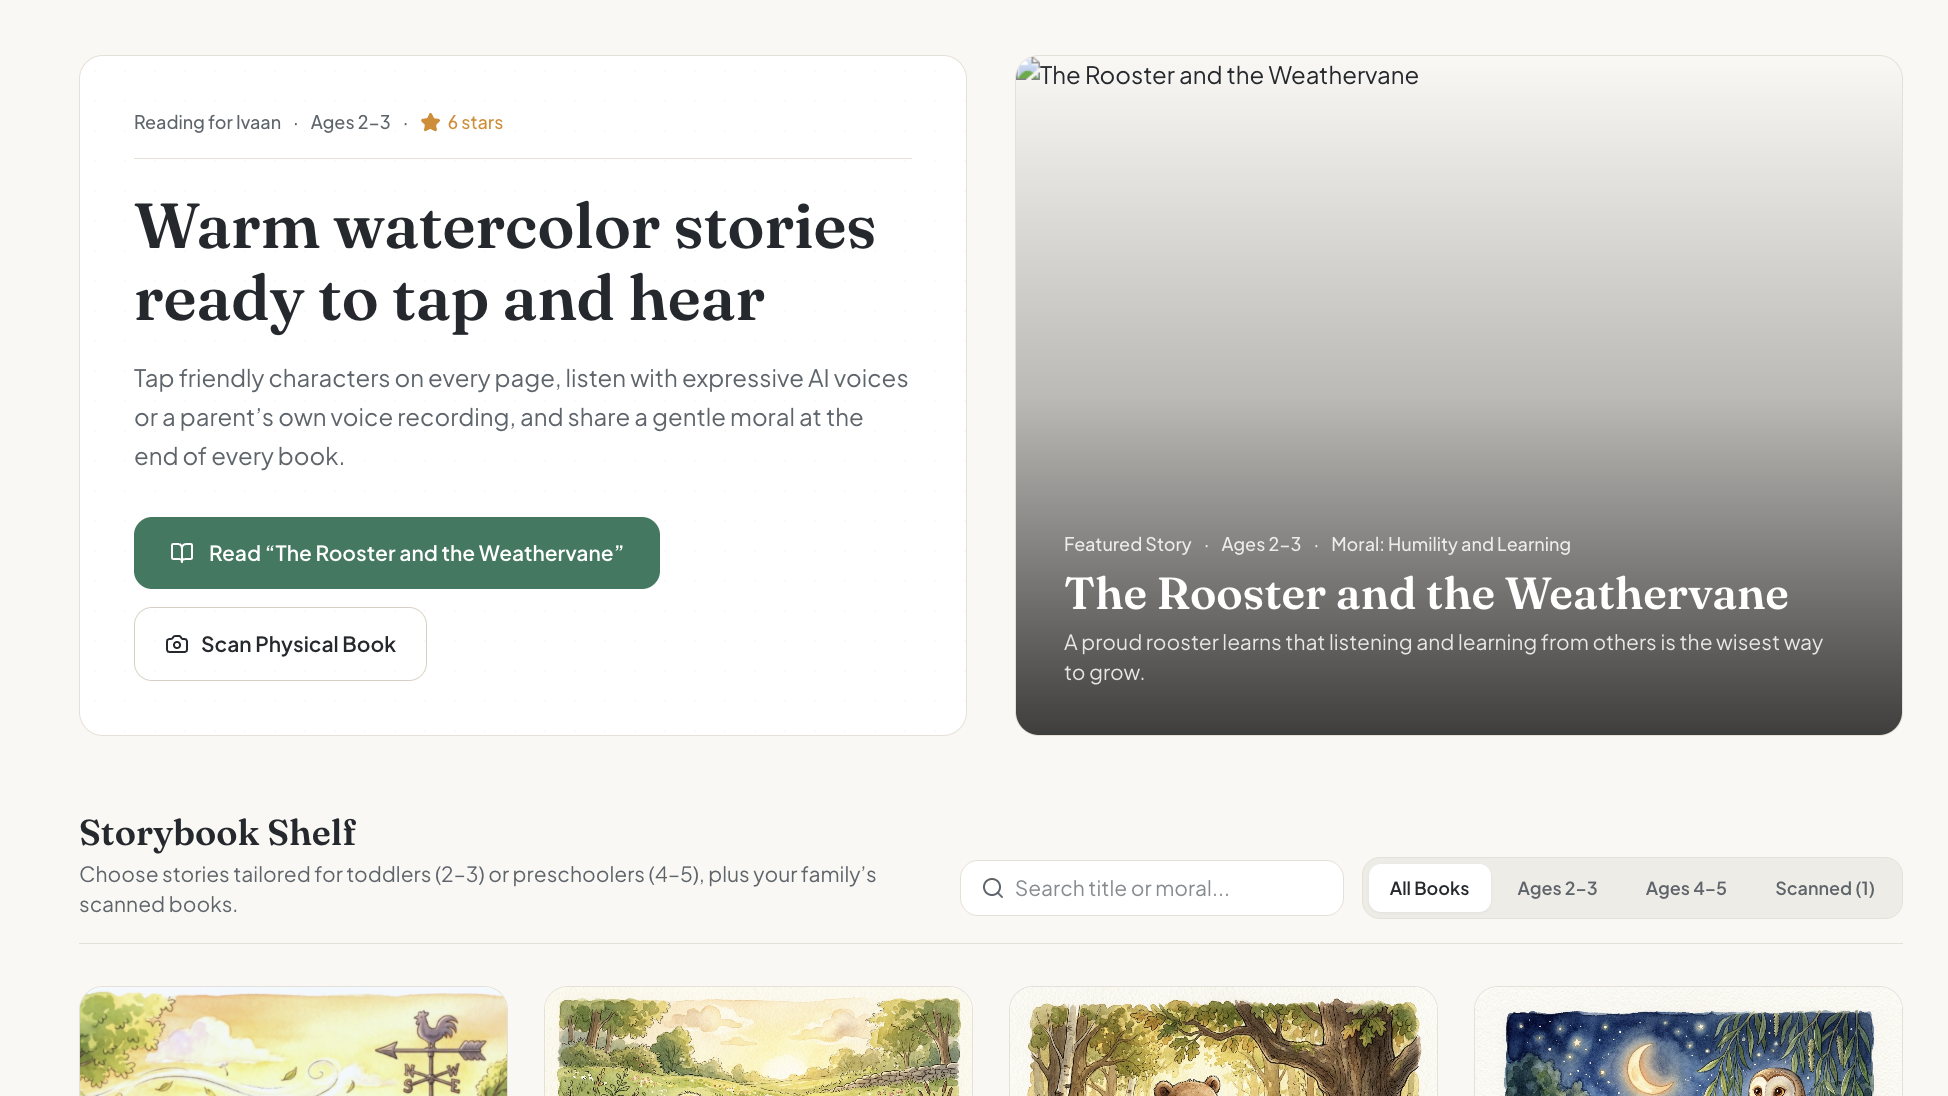 Reading for Ivaan · Ages 2–3 · 6 stars
Warm watercolor stories
ready to tap and hear
Tap friendly characters on every page, listen with expressive AI voices
or a parent’s own voice recording, and share a gentle moral at the
end of every book.
Read “The Rooster and the Weathervane”
Scan Physical Book
The Rooster and the Weathervane
Featured Story · Ages 2–3 · Moral: Humility and Learning
The Rooster and the Weathervane
A proud rooster learns that listening and learning from others is the wisest way
to grow.
Storybook Shelf
Choose stories tailored for toddlers (2–3) or preschoolers (4–5), plus your family’s
scanned books.
Search title or moral...
All Books
Ages 2–3
Ages 4–5
Scanned (1)